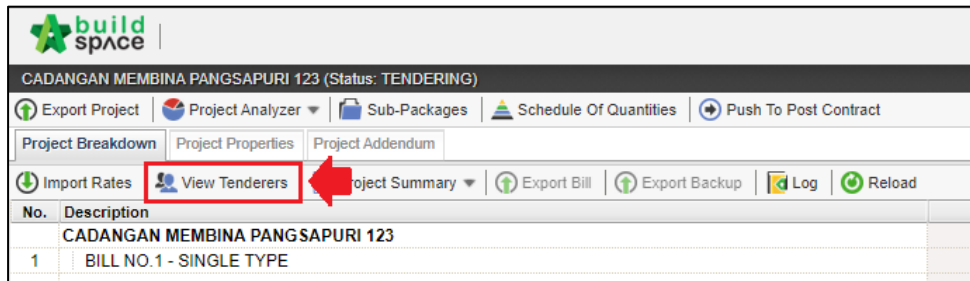 build
space
CADANGAN MEMBINA PANGSAPURI 123 (Status: TENDERING)
Export Project Project Analyzer Sub-Packages Schedule Of Quantities Push To Post Contract
Project Breakdown Project Properties Project Addendum
Import Rates View Tenderers Summary Export Bill Export Backup Log Reload
No. Description
CADANGAN MEMBINA PANGSAPURI 123
1 BILL NO.1 - SINGLE TYPE